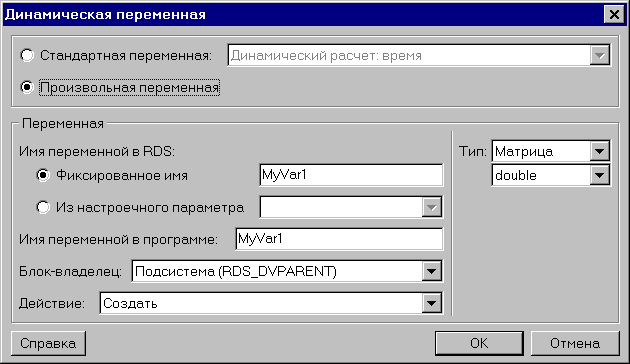 Динамическая переменная
Стандартная переменная: Динамический расчет: время
Произвольная переменная
Переменная
Имя переменной в RDS:
Тип: Матрица
Фиксированное имя MyVar1
double
Из настроечного параметра
Имя переменной в программе: MyVar1
Блок-владелец: Подсистема (RDS_DVPARENT)
Действие: Создать
Справка OK Отмена